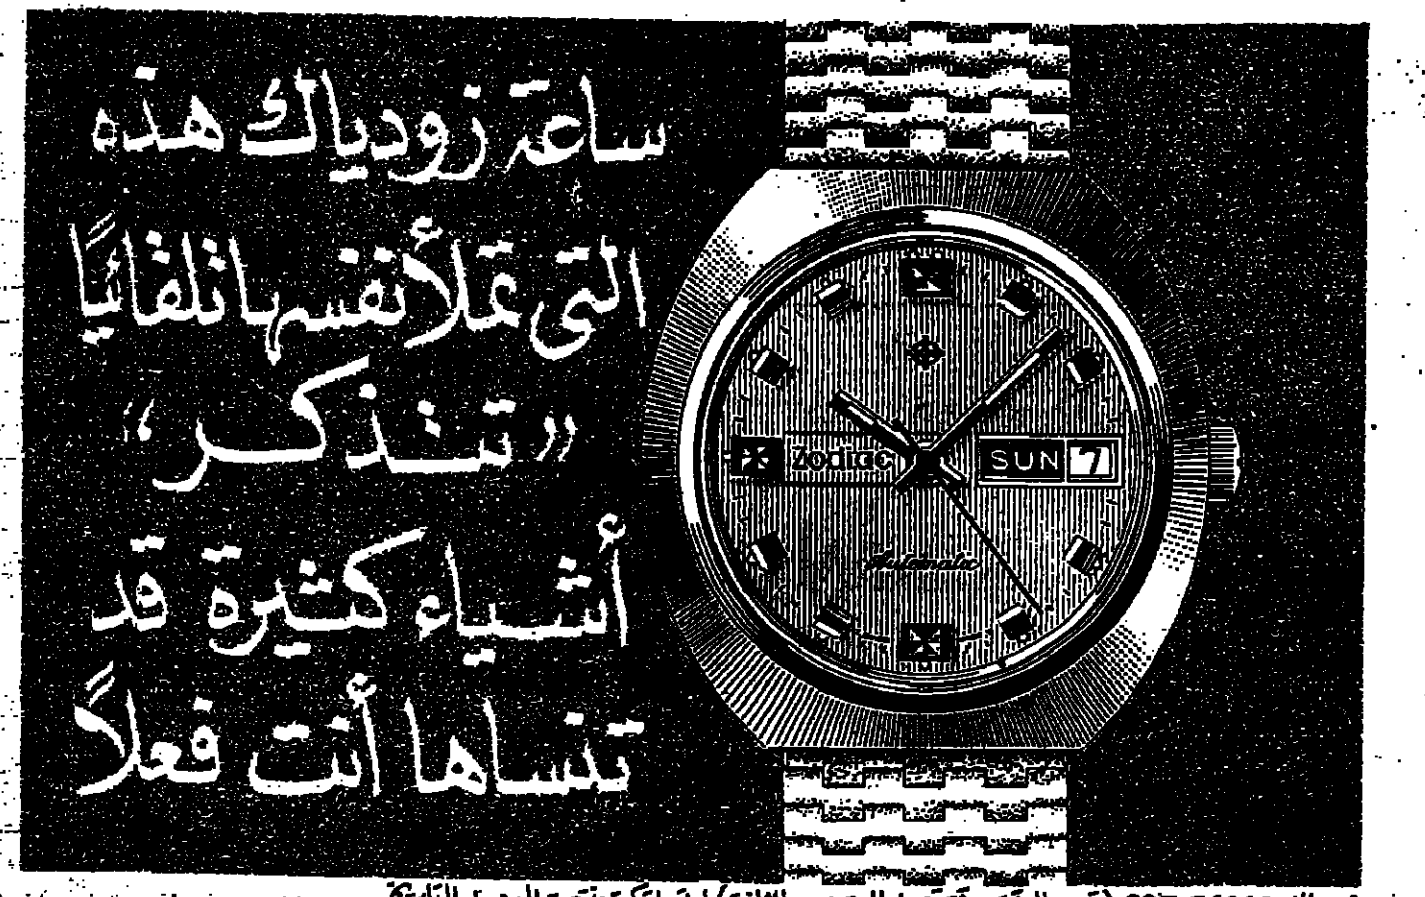 ساعة زودياك هذه
التى تملأ نفسها تلقائيًا
«تتذكر»
أشياء كثيرة قد
تنساها أنت فعلاً
Zodiac
SUN 7
Automatic